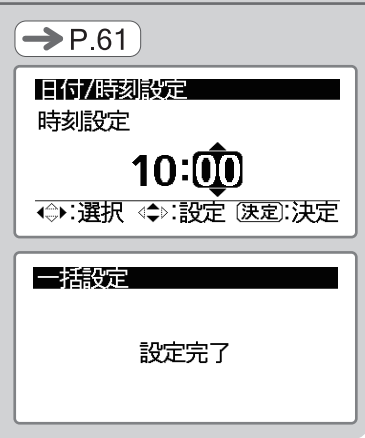 →P.61
日付/時刻設定
時刻設定
10:00
:選択 :設定 決定:決定
一括設定
設定完了